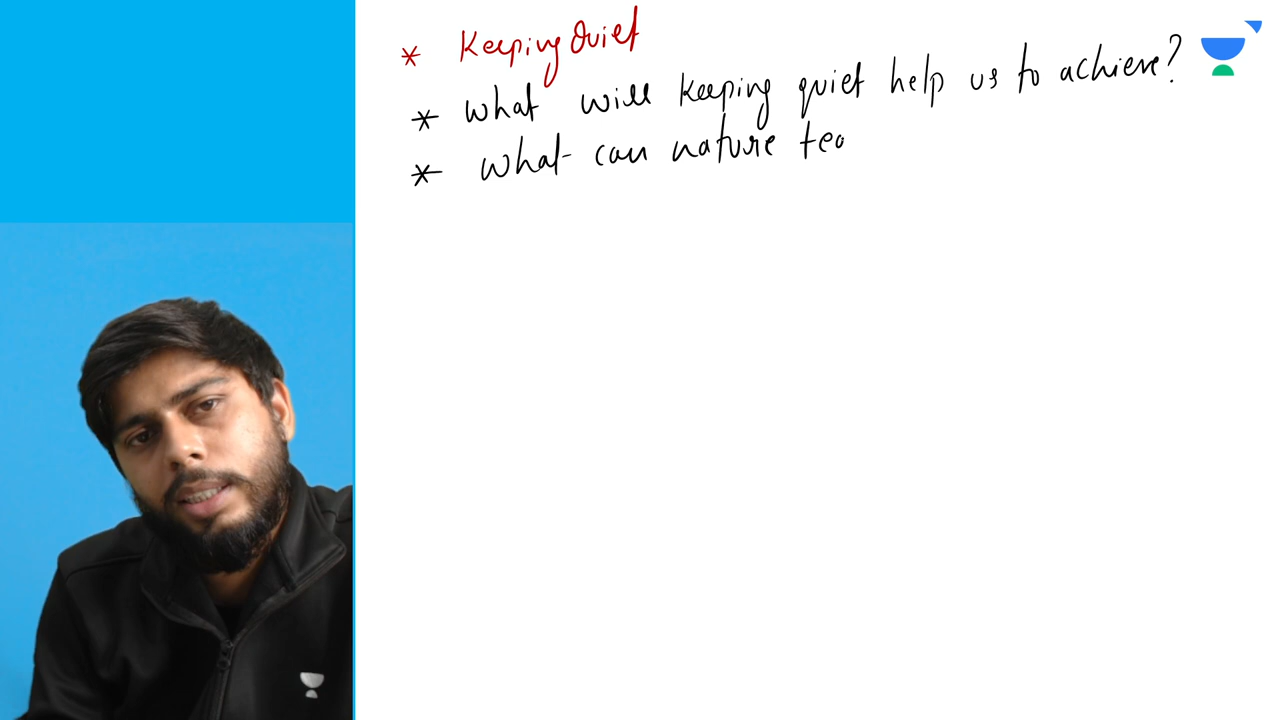 * Keeping Quiet
* What will keeping quiet help us to achieve?
* What can nature tea